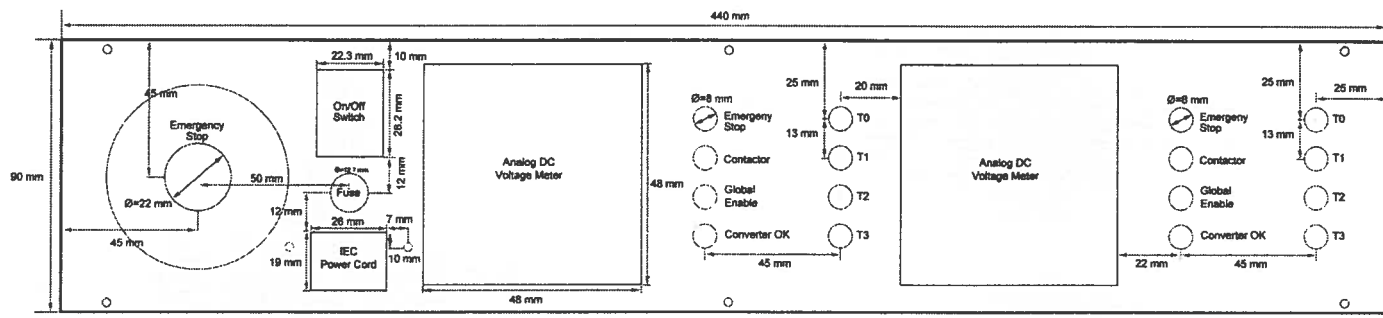 440 mm
22.3 mm
10 mm
45 mm
On/Off
Switch
28.2 mm
Emergency
Stop
Ø=22 mm
50 mm
12 mm
Fuse
12 mm
90 mm
45 mm
26 mm
7 mm
IEC
Power Cord
19 mm
10 mm
Analog DC
Voltage Meter
48 mm
48 mm
25 mm
20 mm
Ø=8 mm
Emergeny
Stop
T0
13 mm
Contactor
T1
Global
Enable
T2
Converter OK
T3
45 mm
Analog DC
Voltage Meter
22 mm
25 mm
25 mm
Ø=8 mm
Emergeny
Stop
T0
13 mm
Contactor
T1
Global
Enable
T2
Converter OK
T3
45 mm